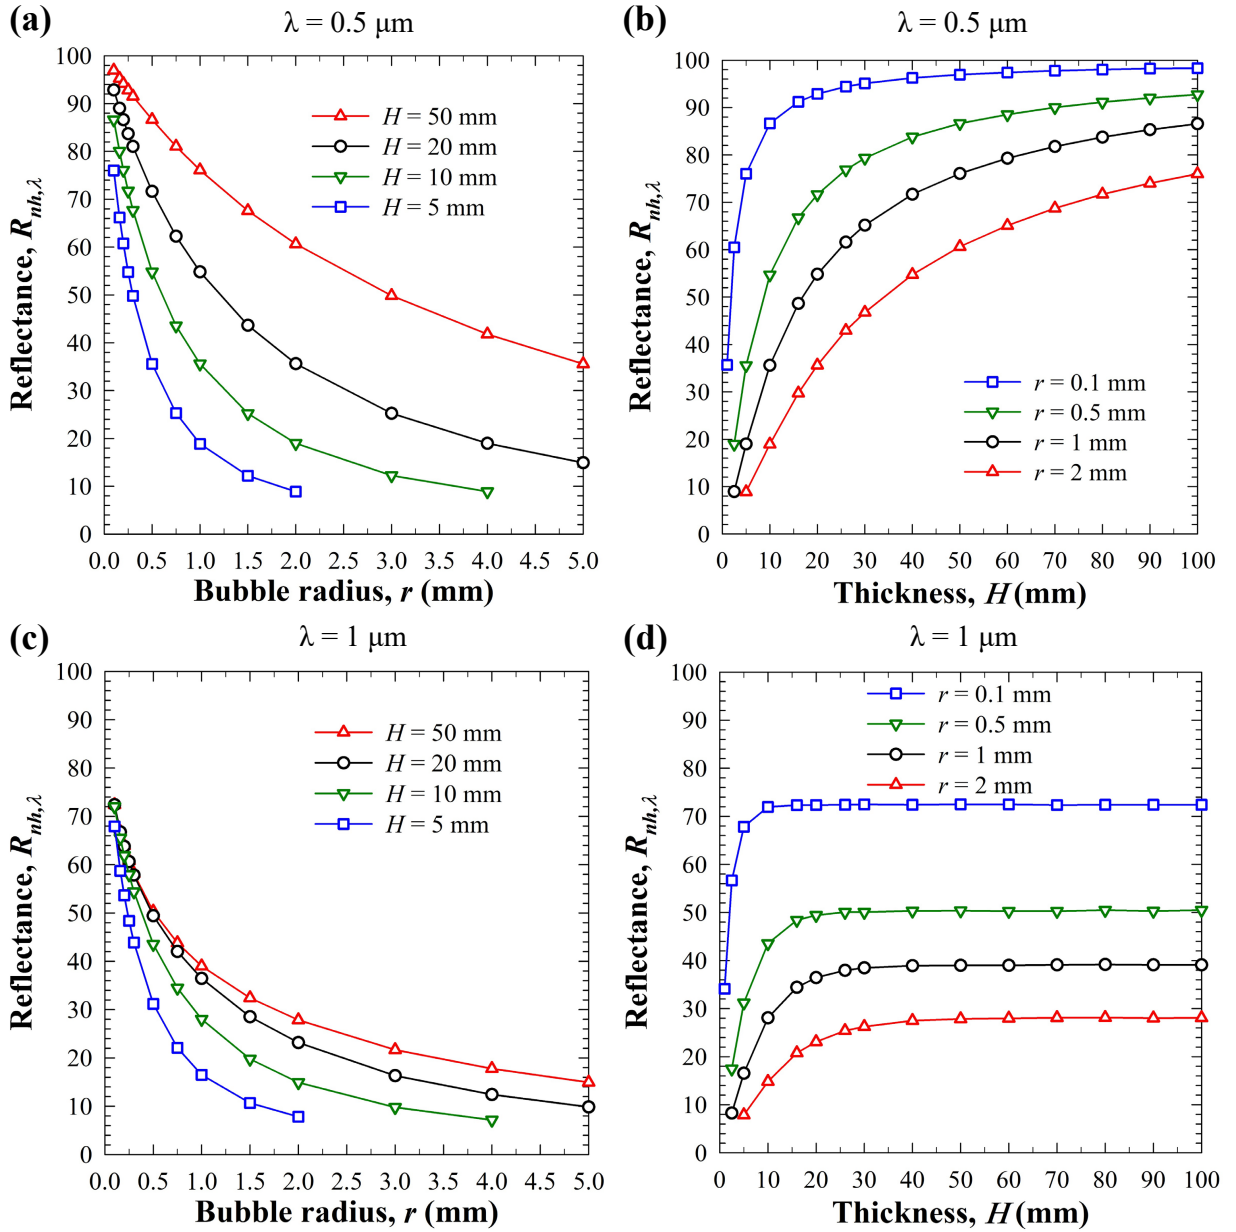 (a)
λ = 0.5 μm
100
90
80
70
60
50
40
30
20
10
0
Reflectance, Rnh,λ
H = 50 mm
H = 20 mm
H = 10 mm
H = 5 mm
0.0 0.5 1.0 1.5 2.0 2.5 3.0 3.5 4.0 4.5 5.0
Bubble radius, r (mm)
(b)
λ = 0.5 μm
100
90
80
70
60
50
40
30
20
10
0
Reflectance, Rnh,λ
r = 0.1 mm
r = 0.5 mm
r = 1 mm
r = 2 mm
0 10 20 30 40 50 60 70 80 90 100
Thickness, H (mm)
(c)
λ = 1 μm
100
90
80
70
60
50
40
30
20
10
0
Reflectance, Rnh,λ
H = 50 mm
H = 20 mm
H = 10 mm
H = 5 mm
0.0 0.5 1.0 1.5 2.0 2.5 3.0 3.5 4.0 4.5 5.0
Bubble radius, r (mm)
(d)
λ = 1 μm
100
90
80
70
60
50
40
30
20
10
0
Reflectance, Rnh,λ
r = 0.1 mm
r = 0.5 mm
r = 1 mm
r = 2 mm
0 10 20 30 40 50 60 70 80 90 100
Thickness, H (mm)